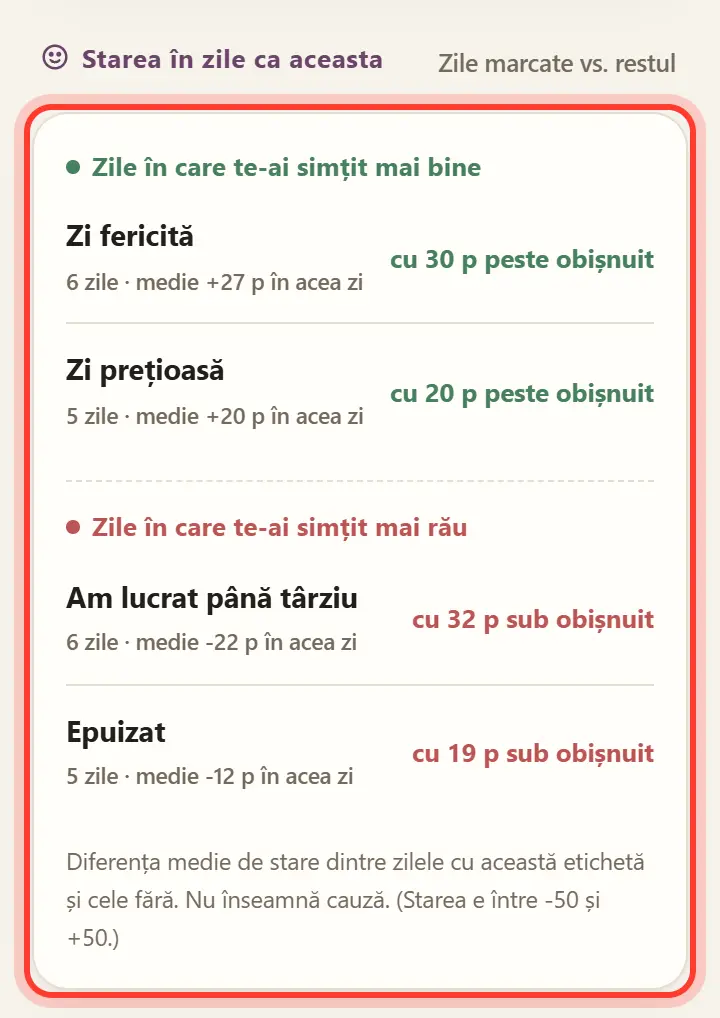 Starea în zile ca aceasta
Zile marcate vs. restul
Zile în care te-ai simțit mai bine
Zi fericită
6 zile · medie +27 p în acea zi
cu 30 p peste obișnuit
Zi prețioasă
5 zile · medie +20 p în acea zi
cu 20 p peste obișnuit
Zile în care te-ai simțit mai rău
Am lucrat până târziu
6 zile · medie -22 p în acea zi
cu 32 p sub obișnuit
Epuizat
5 zile · medie -12 p în acea zi
cu 19 p sub obișnuit
Diferența medie de stare dintre zilele cu această etichetă
și cele fără. Nu înseamnă cauză. (Starea e între -50 și
+50.)